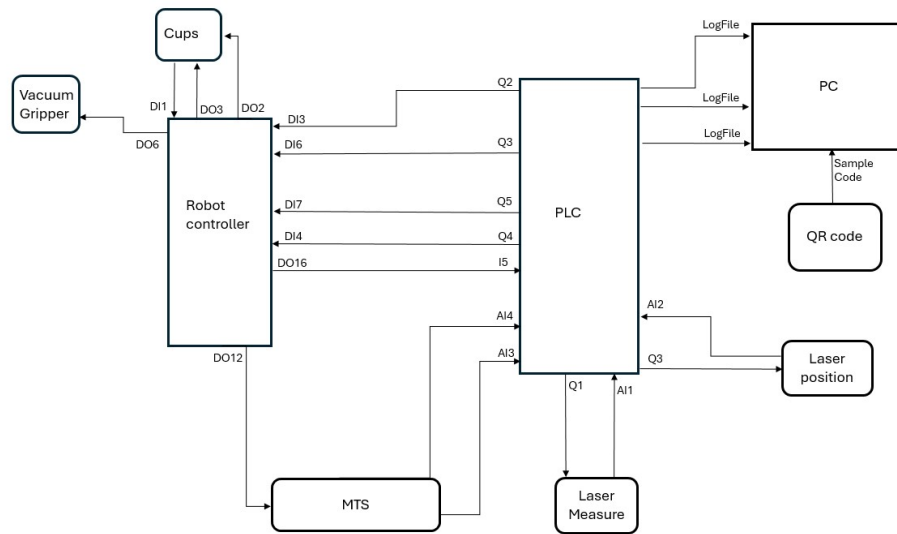 LogFile
Cups
Q2
PC
Vacuum
Gripper
DI1
DO3
DO2
LogFile
DI3
DO6
DI6
Q3
LogFile
Sample
Code
Robot
controller
DI7
Q5
PLC
DI4
Q4
QR code
DO16
I5
AI2
AI4
DO12
AI3
Q3
Laser
position
Q1
AI1
MTS
Laser
Measure